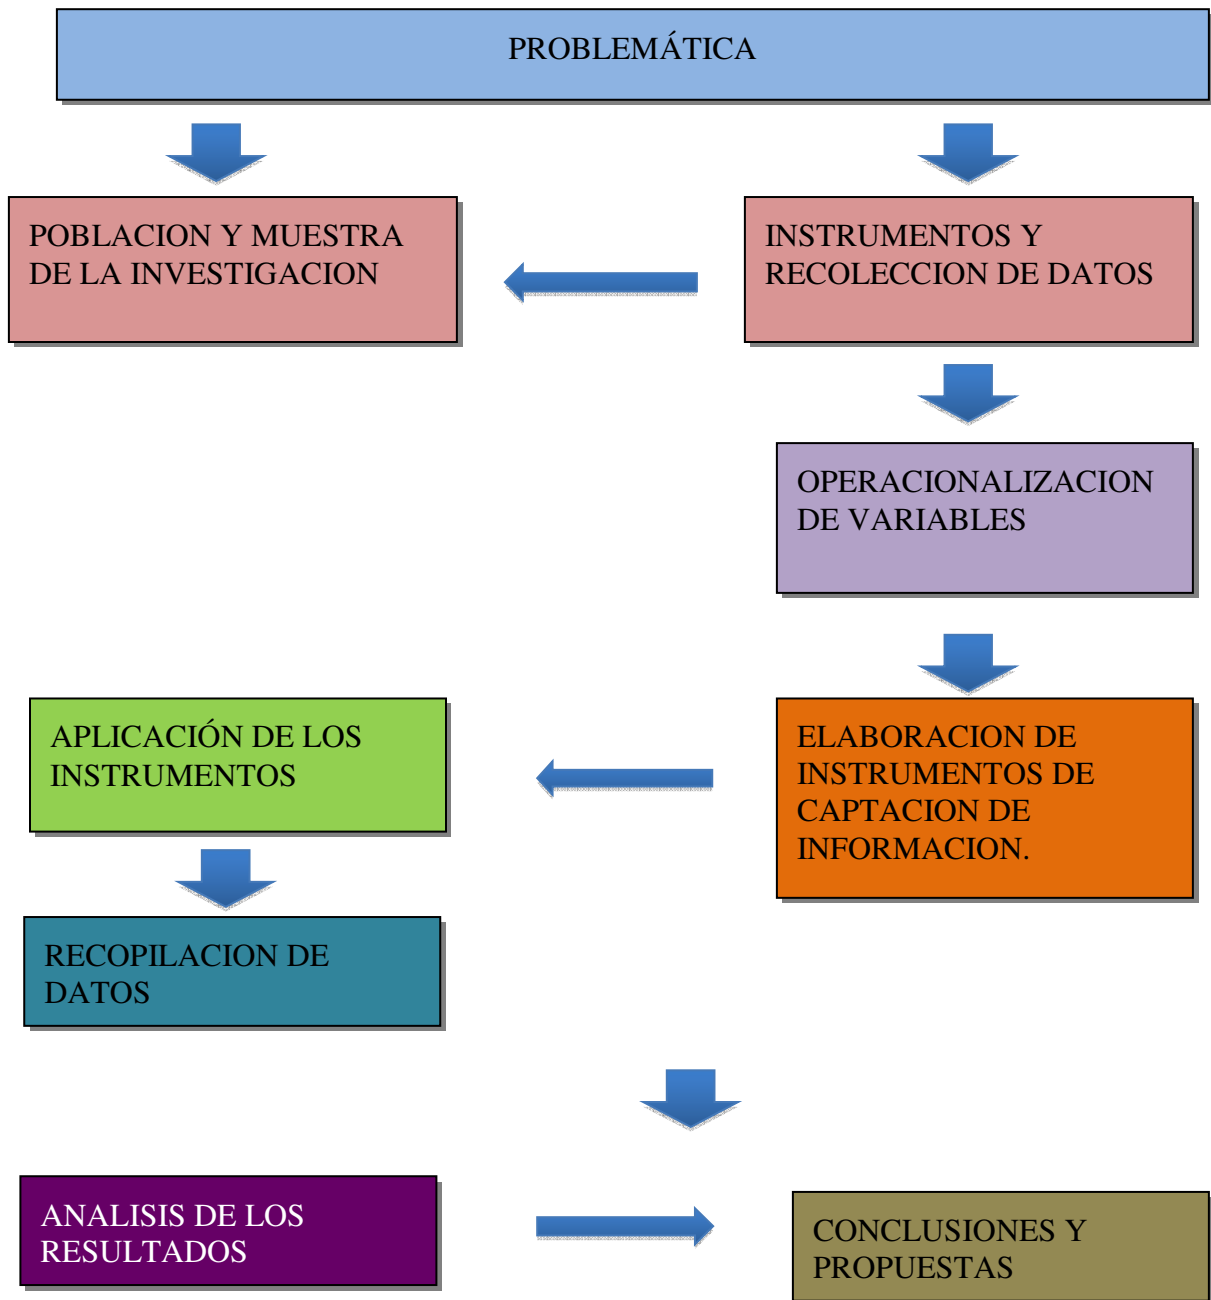 PROBLEMÁTICA
POBLACION Y MUESTRA
DE LA INVESTIGACION
INSTRUMENTOS Y
RECOLECCION DE DATOS
OPERACIONALIZACION
DE VARIABLES
APLICACIÓN DE LOS
INSTRUMENTOS
ELABORACION DE
INSTRUMENTOS DE
CAPTACION DE
INFORMACION.
RECOPILACION DE
DATOS
ANALISIS DE LOS
RESULTADOS
CONCLUSIONES Y
PROPUESTAS